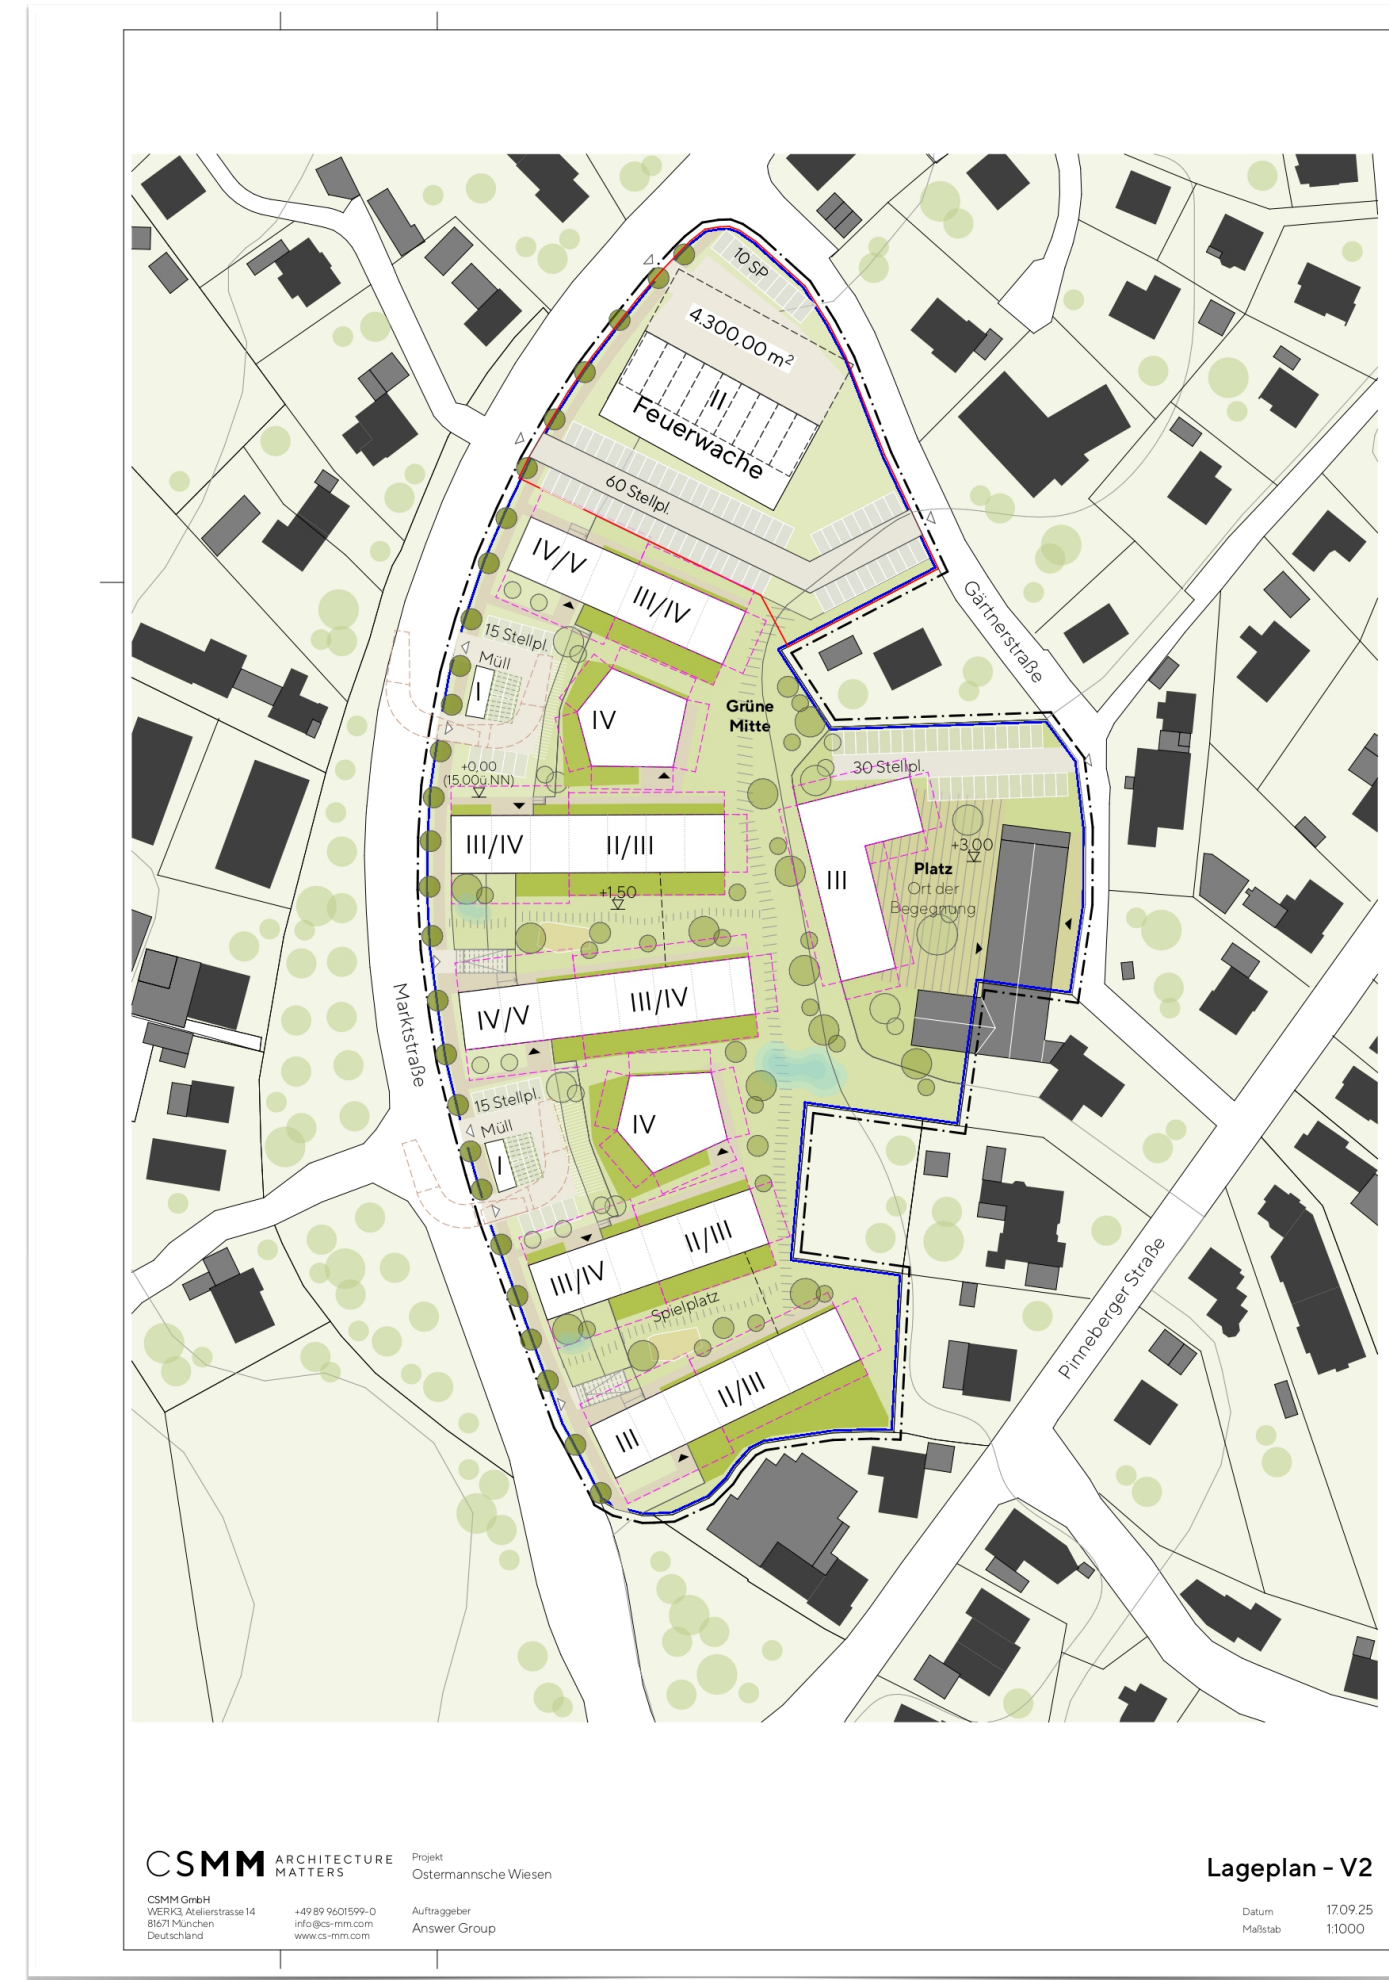 10 SP
4.300,00 m²
II
Feuerwache
60 Stellpl.
IV/V
III/IV
Gärtnerstraße
15 Stellpl.
Müll
I
IV
Grüne
Mitte
+0,00
(15,00ü.NN)
30 Stellpl.
III/IV
II/III
III
+3,00
Platz
Ort der
Begegnung
+1,50
Marktstraße
IV/V
III/IV
15 Stellpl.
Müll
I
IV
II/III
III/IV
Spielplatz
Pinneberger Straße
II/III
III
CSMM ARCHITECTURE
MATTERS
CSMM GmbH
WERK3, Atelierstrasse 14
81671 München
Deutschland
+49 89 9601599-0
info@cs-mm.com
www.cs-mm.com
Projekt
Ostermannsche Wiesen
Auftraggeber
Answer Group
Lageplan - V2
Datum 17.09.25
Maßstab 1:1000